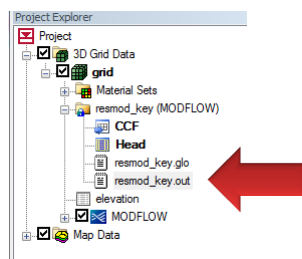 Project Explorer
Project
3D Grid Data
grid
Material Sets
resmod_key (MODFLOW)
CCF
Head
resmod_key.glo
resmod_key.out
elevation
MODFLOW
Map Data